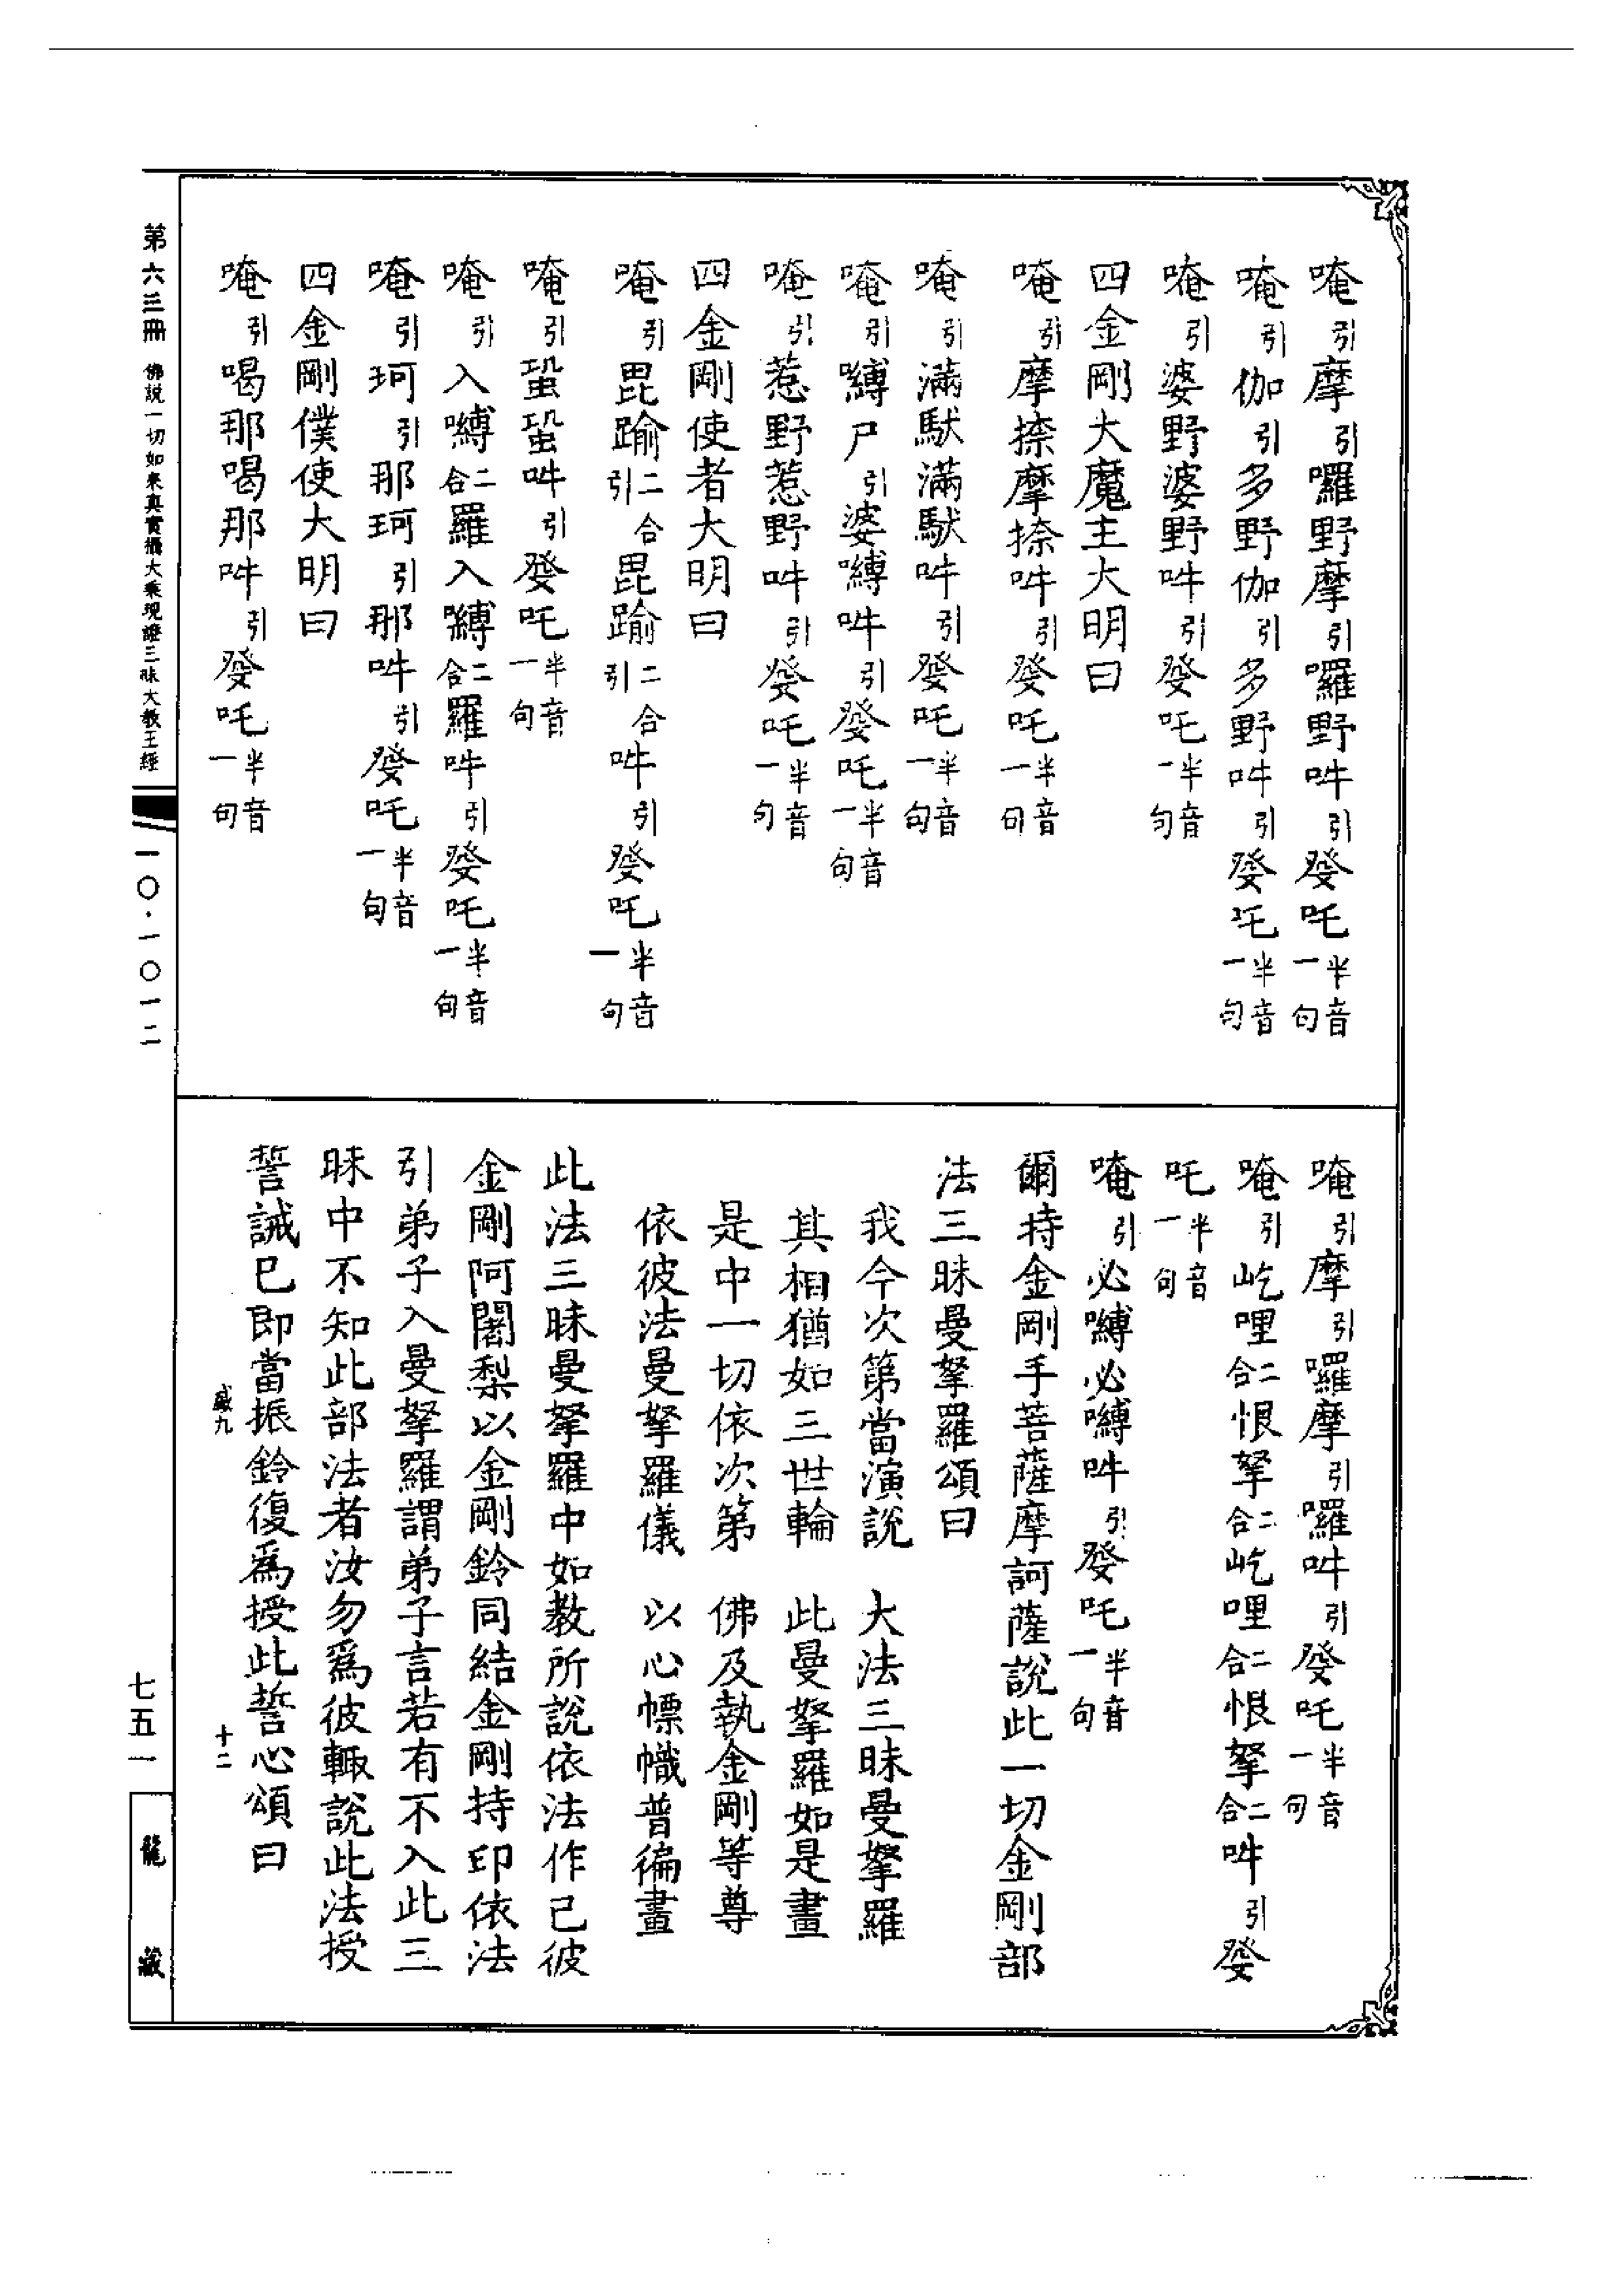 唵引摩引囉野摩引囉野吽引發吒半音一句
唵引伽引多野伽引多野吽引發吒半音一句
唵引婆野婆野吽引發吒半音一句
四金剛大魔主大明曰
唵引摩捺摩捺吽引發吒半音一句
唵引滿馱滿馱吽引發吒半音一句
唵引嚩尸引婆嚩吽引發吒半音一句
唵引惹野惹野吽引發吒半音一句
四金剛使者大明曰
唵引毘踰二合引毘踰二合引吽引發吒半音一句
唵引蛩蛩吽引發吒半音一句
唵引入嚩二合羅入嚩二合羅吽引發吒半音一句
唵引珂引那珂引那吽引發吒半音一句
四金剛僕使大明曰
唵引喝那喝那吽引發吒半音一句
唵引摩引囉摩引囉吽引發吒半音一句
唵引屹哩二合恨拏二合屹哩二合恨拏二合吽引發
吒半音一句
唵引必嚩必嚩吽引發吒半音一句
爾持金剛手菩薩摩訶薩說此一切金剛部
法三昧曼拏羅頌曰
我今次第當演說 大法三昧曼拏羅
其相猶如三世輪 此曼拏羅如是畫
是中一切依次第 佛及執金剛等尊
依彼法曼拏羅儀 以心幖幟普徧畫
此法三昧曼拏羅中如教所說依法作已彼
金剛阿闍梨以金剛鈴同結金剛持印依法
引弟子入曼拏羅謂弟子言若有不入此三
昧中不知此部法者汝勿爲彼輒說此法授
誓誡已即當振鈴復爲授此誓心頌曰
盛九 十二
第六三冊 佛說一切如來真實攝大乘現證三昧大教王經
一〇·一〇一二
七五一
龍藏